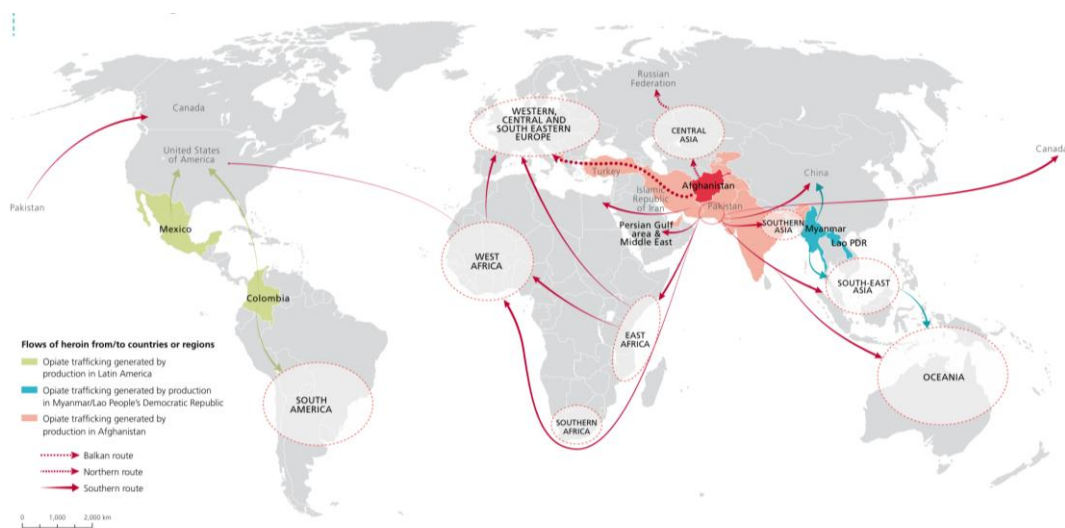 Russian
Federation
Canada
WESTERN,
CENTRAL AND
SOUTH EASTERN
EUROPE
CENTRAL
ASIA
United States
of America
Canada
China
Turkey
Afghanistan
Islamic
Republic
of Iran
Pakistan
Pakistan
Mexico
Persian Gulf
area &
Middle East
SOUTHERN
ASIA
Myanmar
Lao PDR
WEST
AFRICA
SOUTH-EAST
ASIA
Colombia
EAST
AFRICA
OCEANIA
SOUTH
AMERICA
SOUTHERN
AFRICA
Flows of heroin from/to countries or regions
Opiate trafficking generated by
production in Latin America
Opiate trafficking generated by production
in Myanmar/Lao People's Democratic Republic
Opiate trafficking generated by
production in Afghanistan
Balkan route
Northern route
Southern route
0 1,000 2,000 km